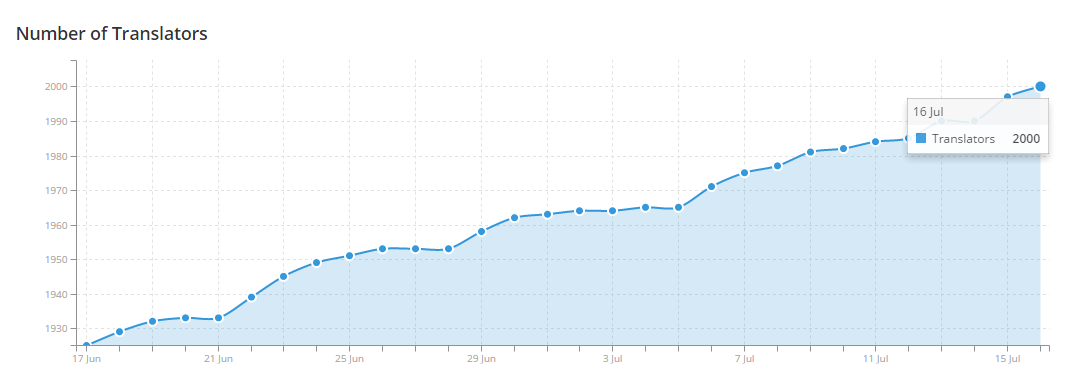 Number of Translators
2000
1990
1980
1970
1960
1950
1940
1930
16 Jul
Translators 2000
17 Jun 21 Jun 25 Jun 29 Jun 3 Jul 7 Jul 11 Jul 15 Jul